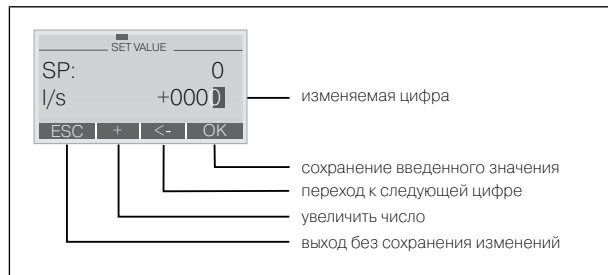 SET VALUE
SP: 0
l/s +0000
ESC + <- OK
изменяемая цифра
сохранение введенного значения
переход к следующей цифре
увеличить число
выход без сохранения изменений